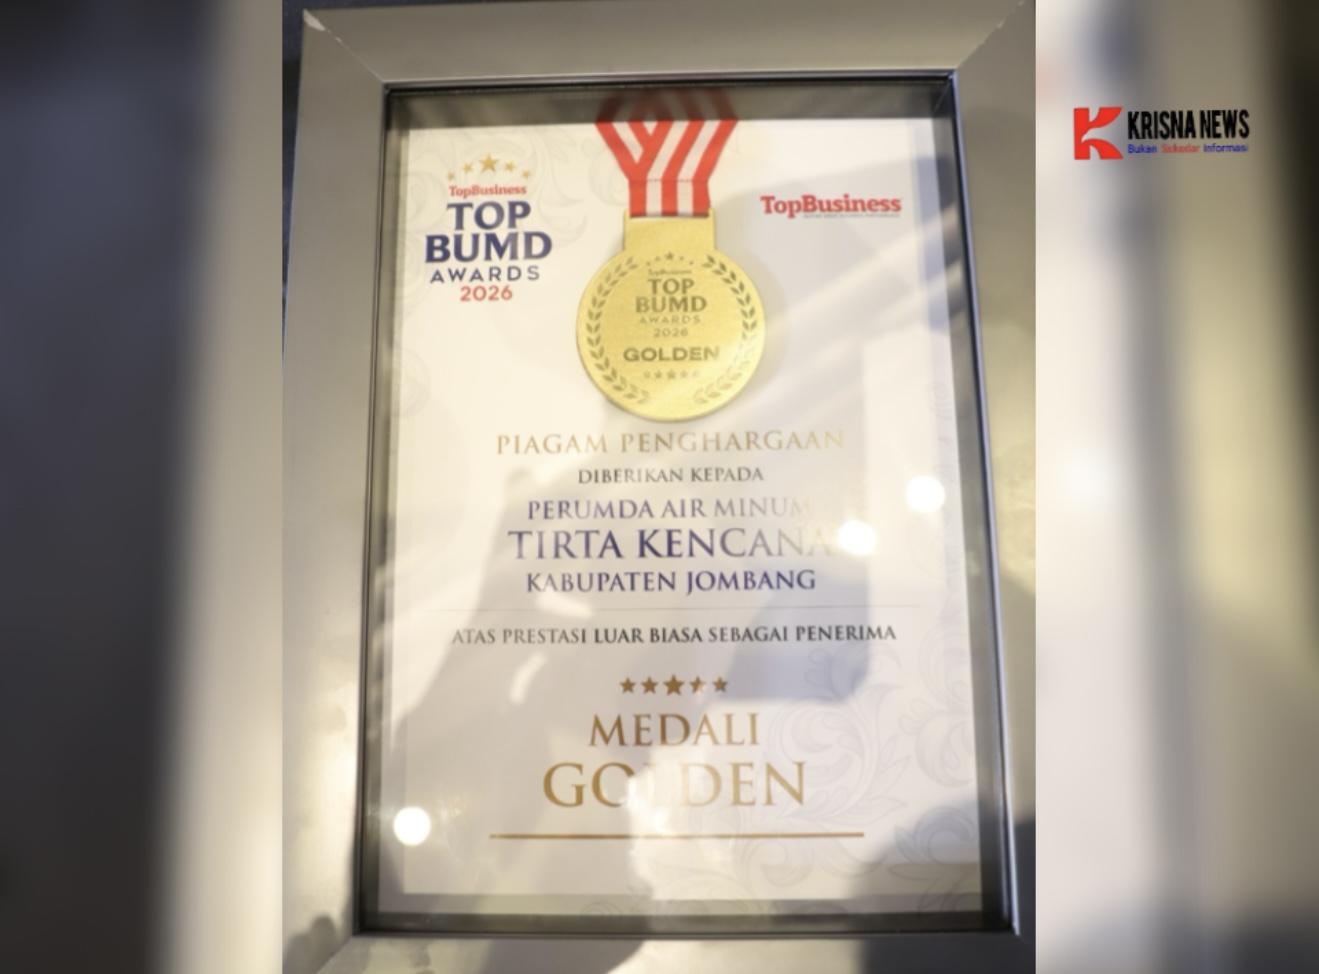 TopBusiness
TOP
BUMD
AWARDS
2026
TopBusiness
TopBusiness
TOP
BUMD
AWARDS
2026
GOLDEN
PIAGAM PENGHARGAAN
DIBERIKAN KEPADA
PERUMDA AIR MINUM
TIRTA KENCANA
KABUPATEN JOMBANG
ATAS PRESTASI LUAR BIASA SEBAGAI PENERIMA
MEDALI
GOLDEN
KRISNA NEWS
Bukan Sekedar Informasi